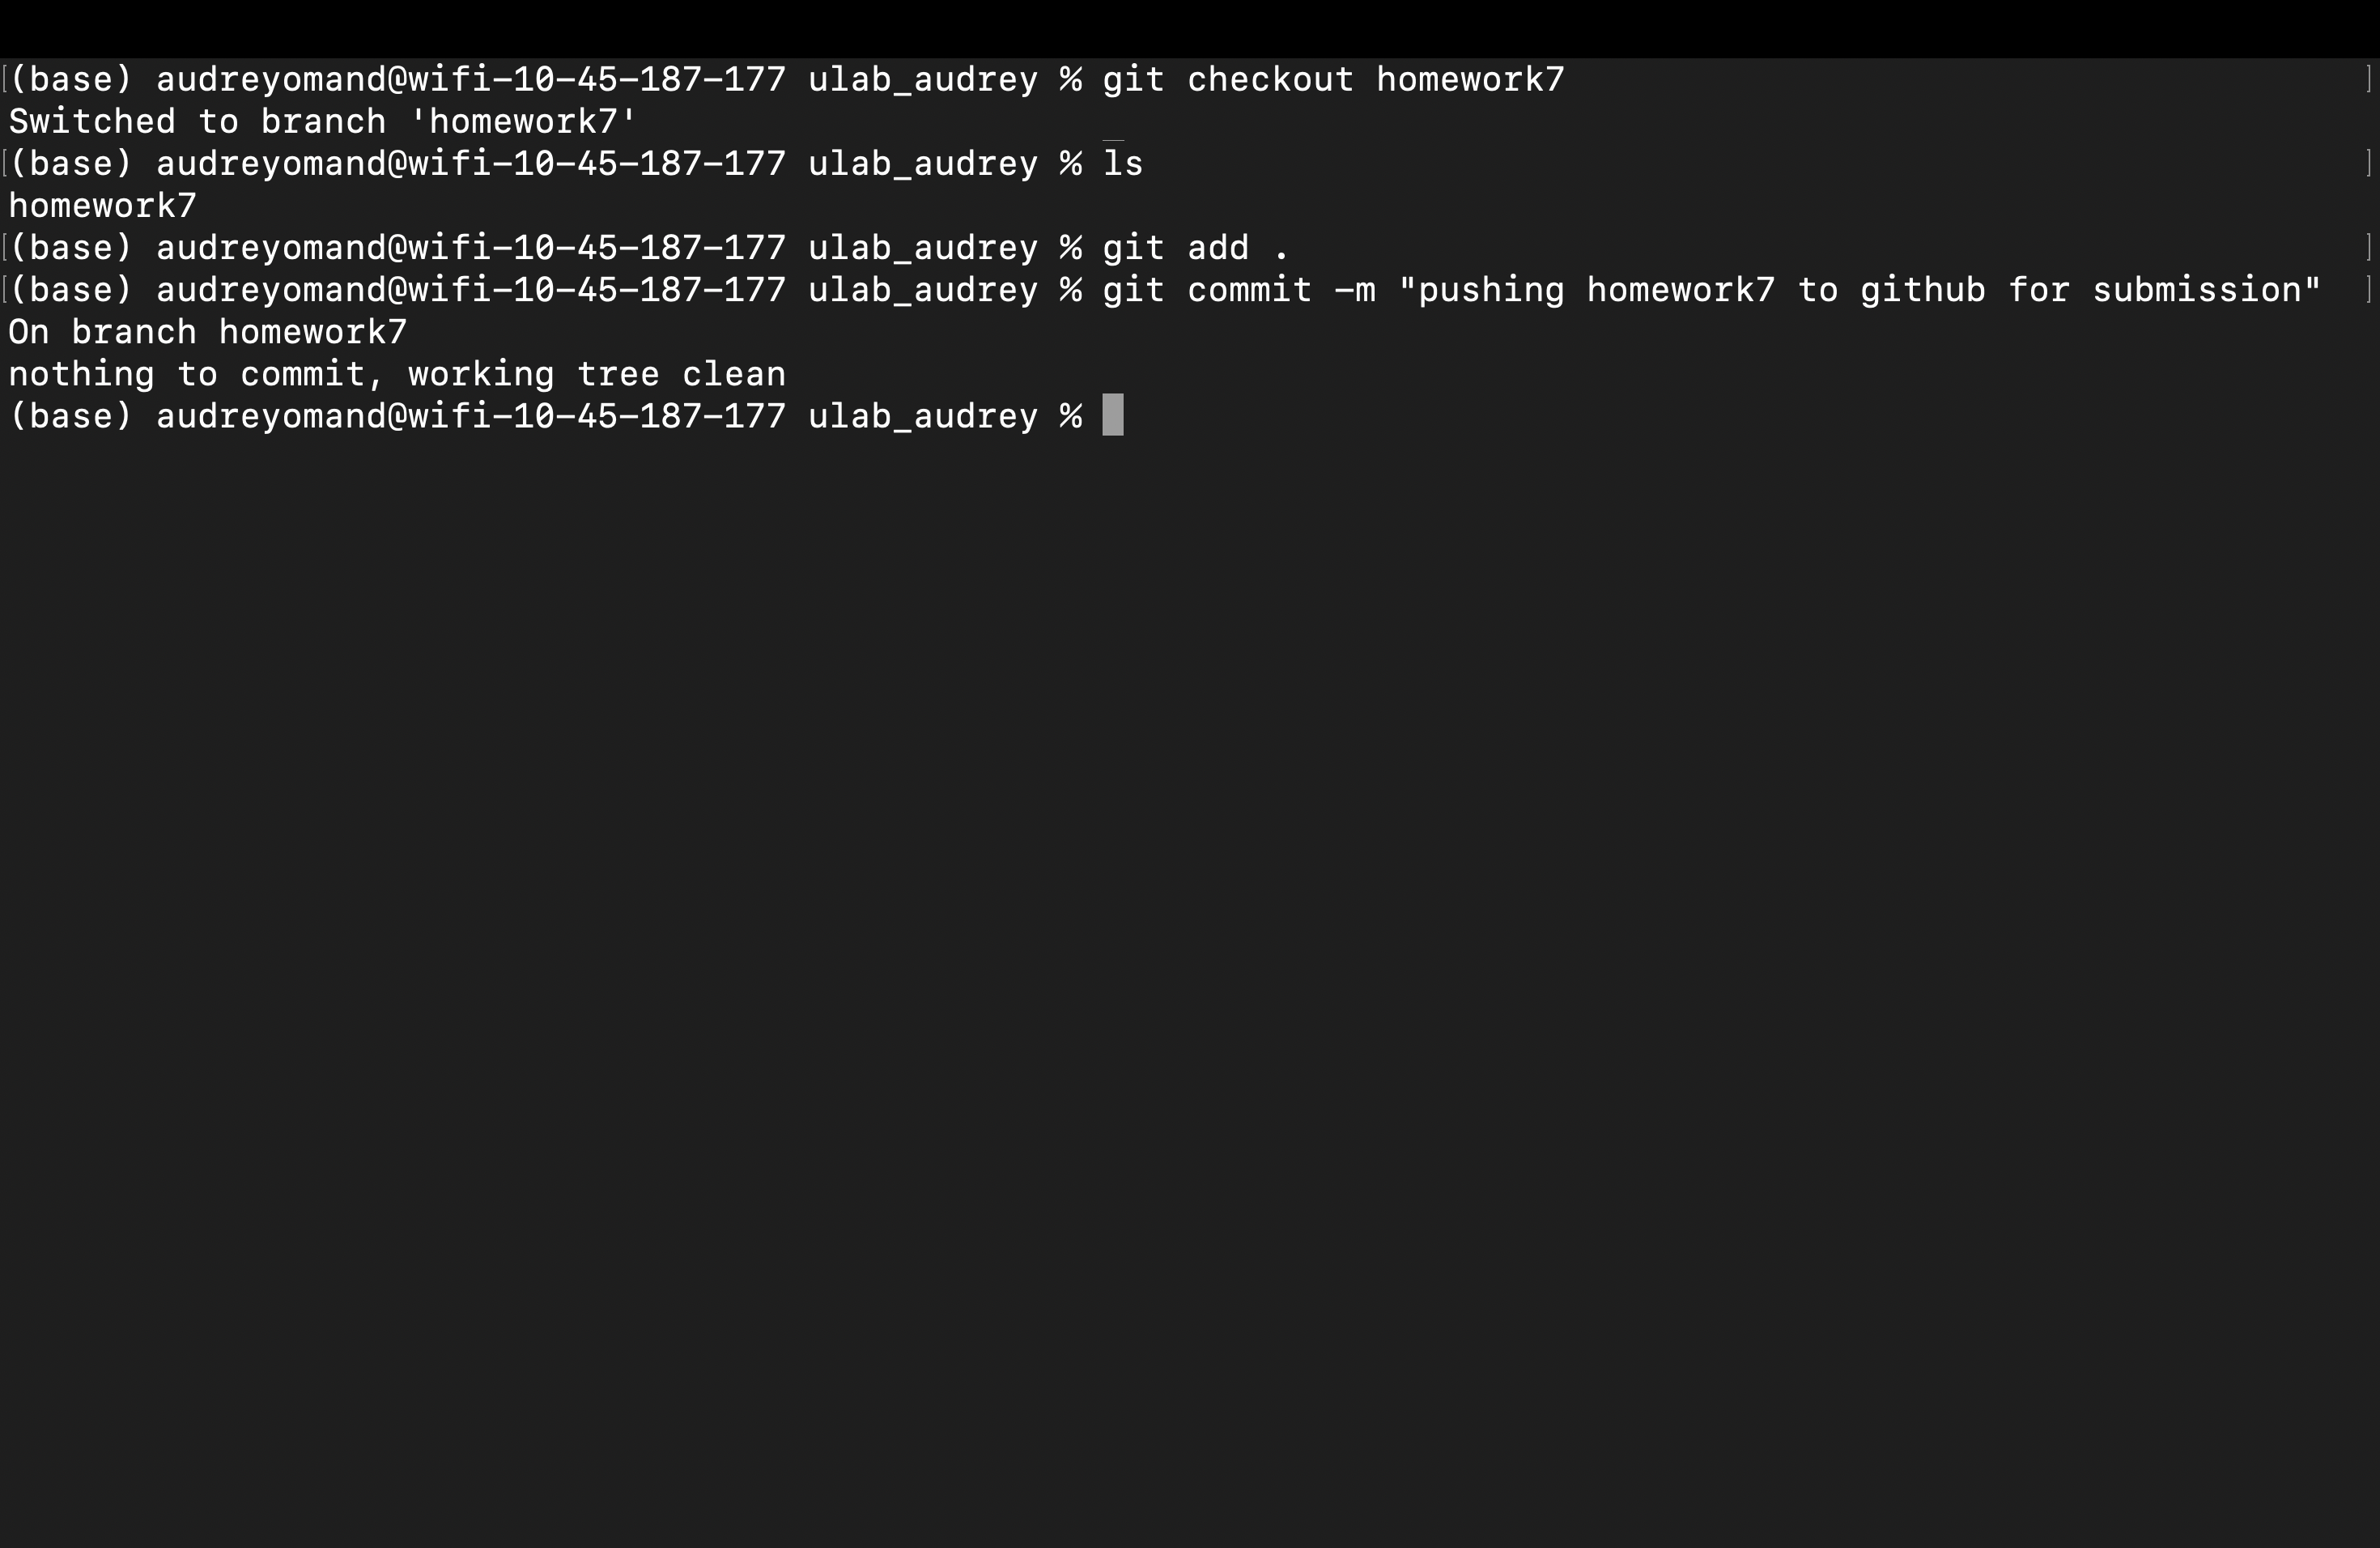 [(base) audreyomand@wifi-10-45-187-177 ulab_audrey % git checkout homework7 ]
Switched to branch 'homework7'
[(base) audreyomand@wifi-10-45-187-177 ulab_audrey % ls ]
homework7
[(base) audreyomand@wifi-10-45-187-177 ulab_audrey % git add . ]
[(base) audreyomand@wifi-10-45-187-177 ulab_audrey % git commit -m "pushing homework7 to github for submission" ]
On branch homework7
nothing to commit, working tree clean
(base) audreyomand@wifi-10-45-187-177 ulab_audrey %